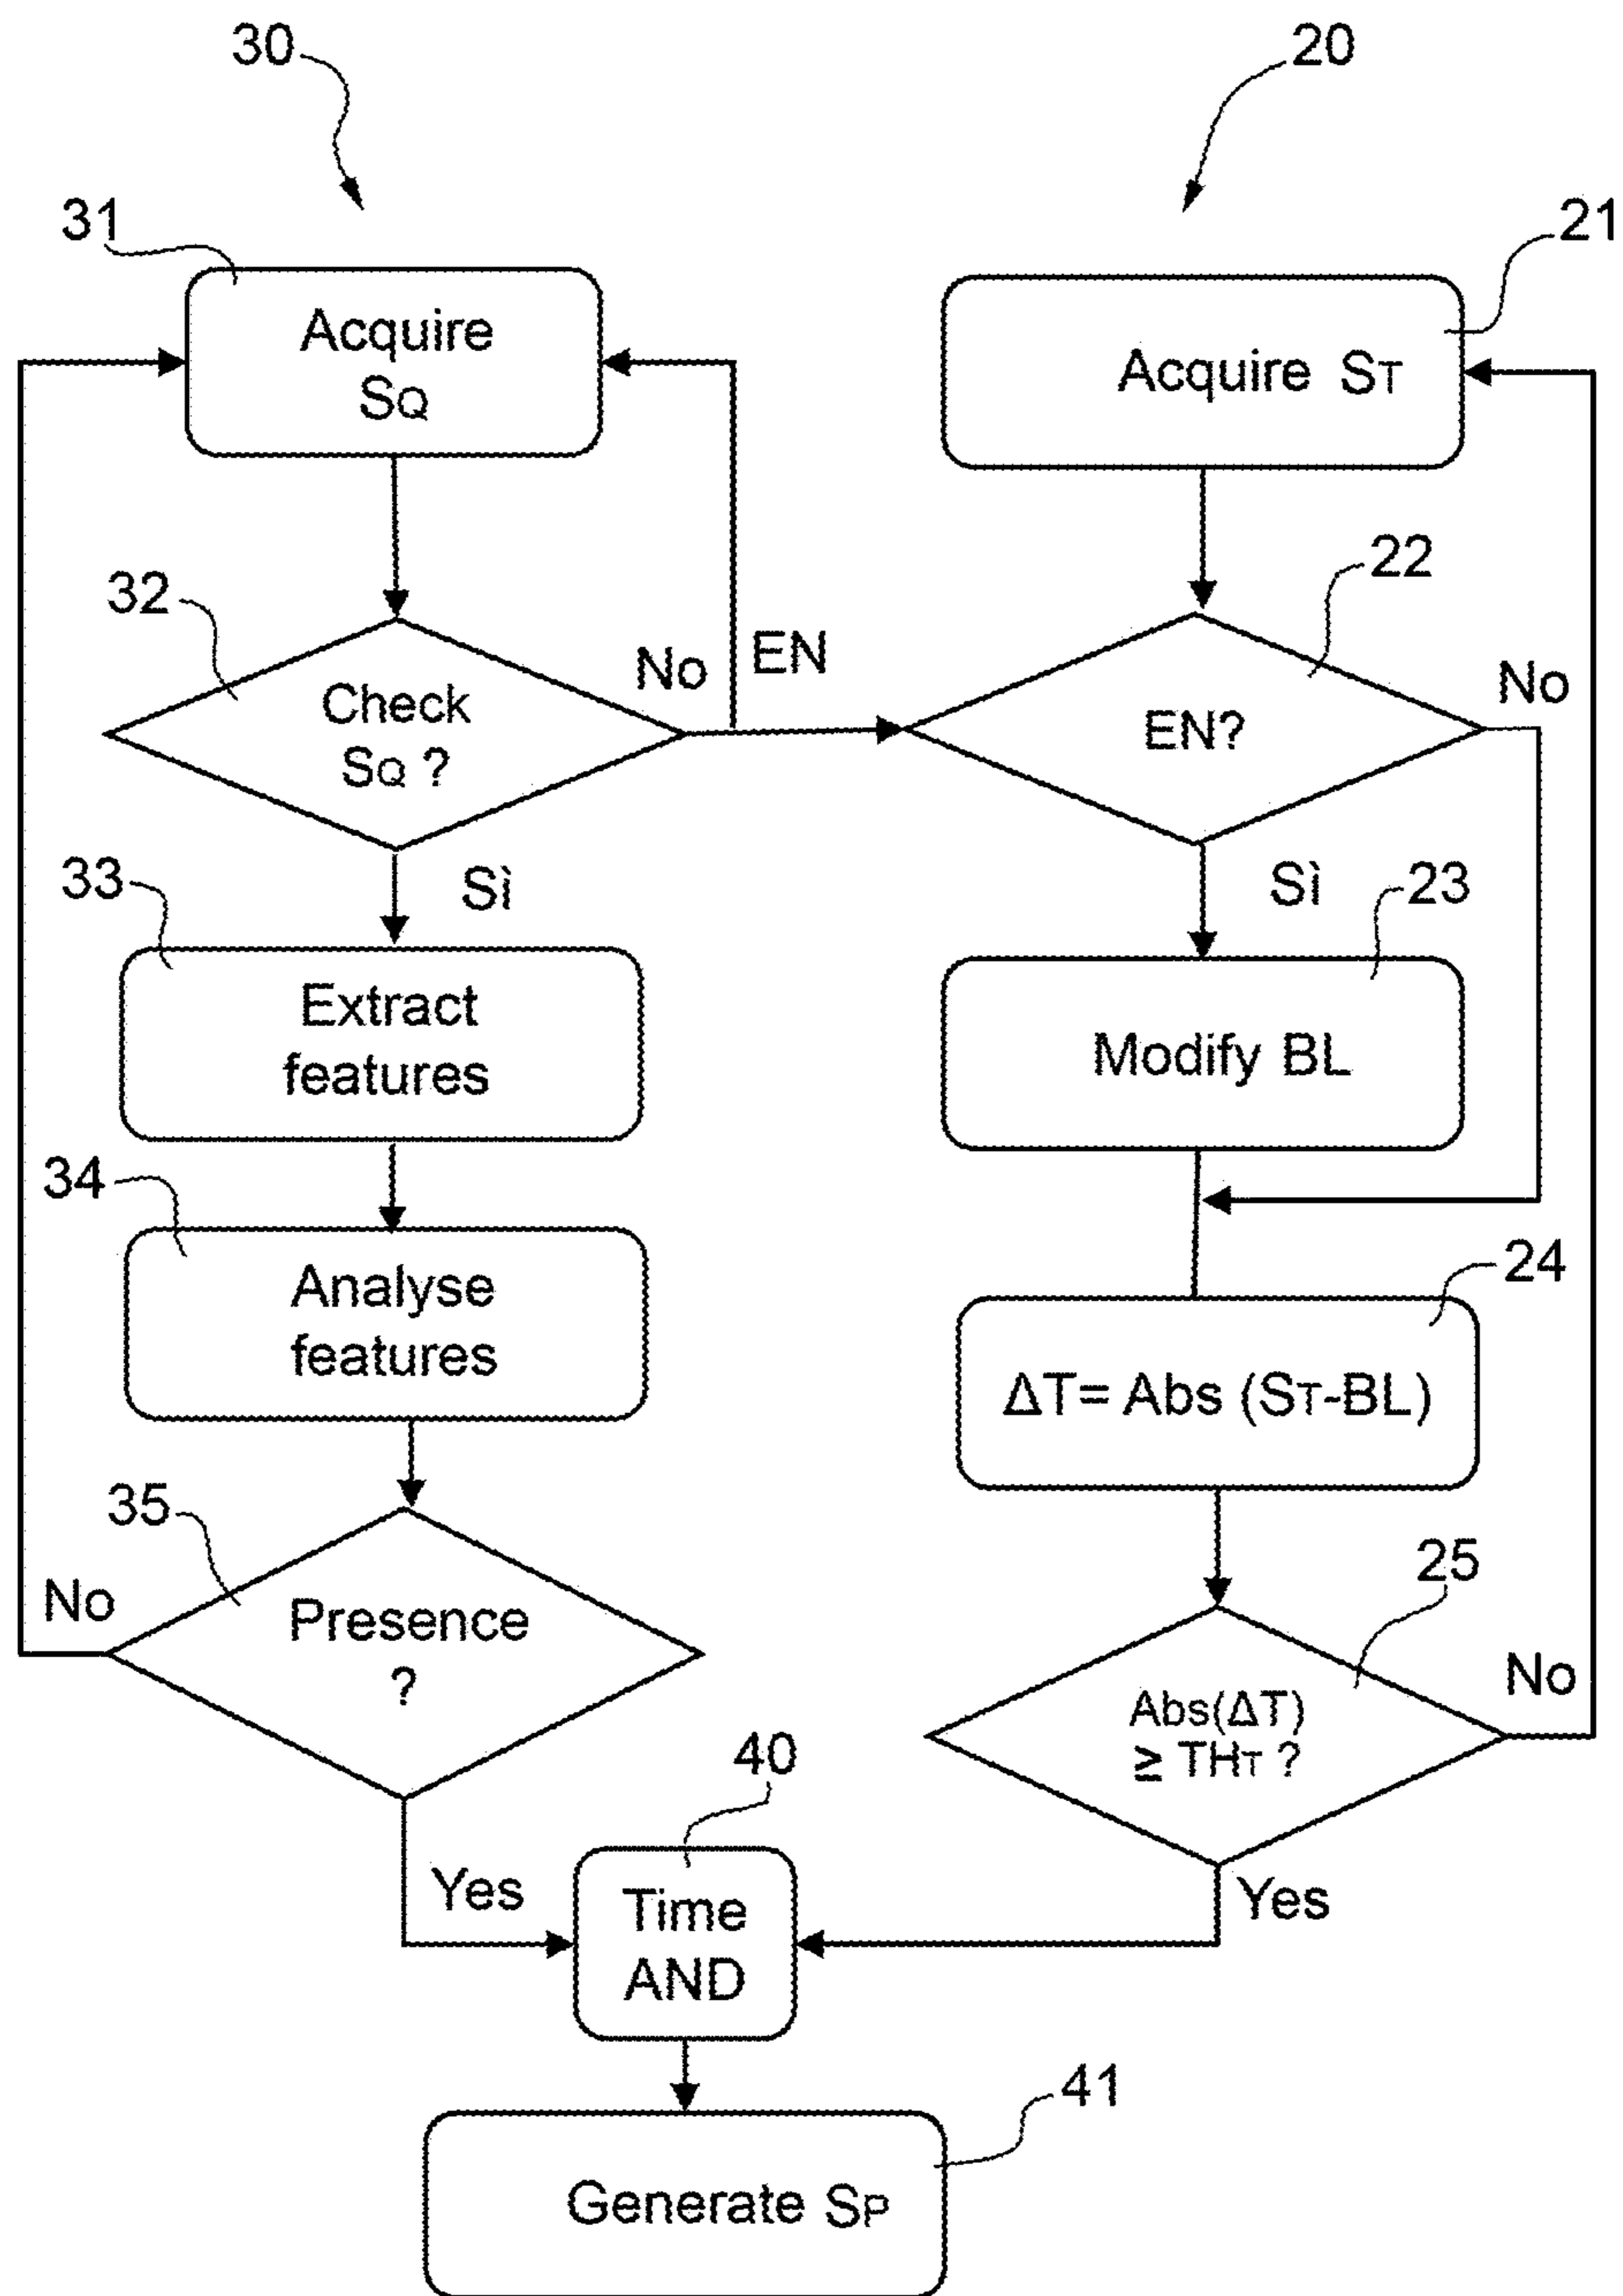 30
20
31
21
Acquire
SQ
Acquire ST
32
22
No
EN
No
Check
SQ ?
EN?
33
Sì
Sì
23
Extract
features
Modify BL
34
24
Analyse
features
ΔT= Abs (ST-BL)
35
25
No
Presence
?
No
Abs(ΔT)
≥ THT ?
40
Yes
Yes
Time
AND
41
Generate SP